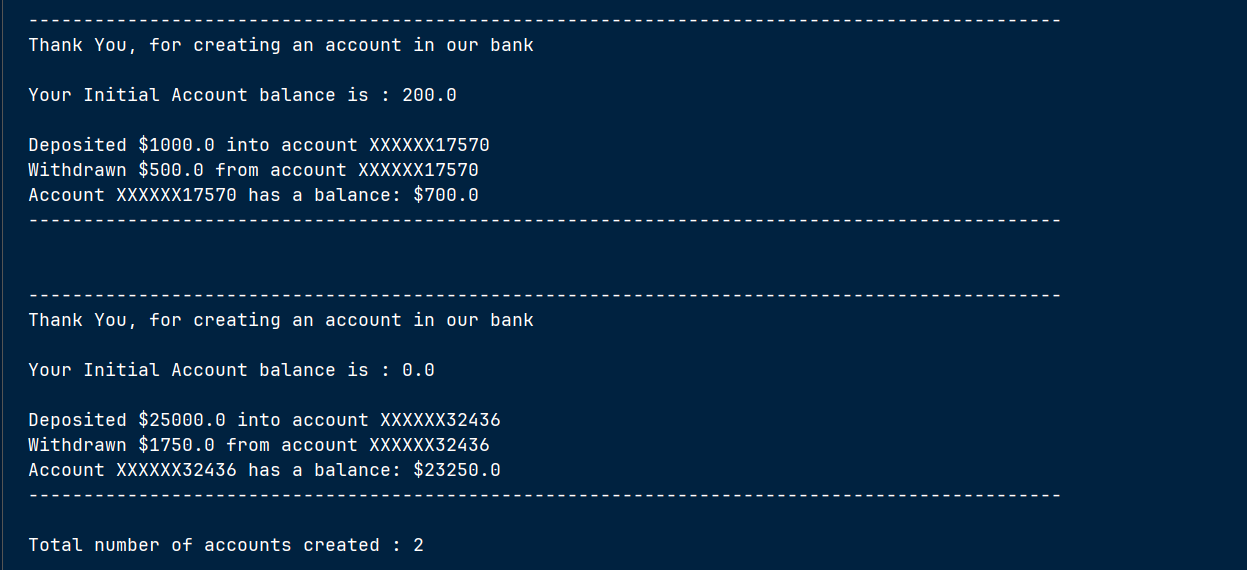 ----------------------------------------------------------------------------------------------
Thank You, for creating an account in our bank
Your Initial Account balance is : 200.0
Deposited $1000.0 into account XXXXXX17570
Withdrawn $500.0 from account XXXXXX17570
Account XXXXXX17570 has a balance: $700.0
----------------------------------------------------------------------------------------------
----------------------------------------------------------------------------------------------
Thank You, for creating an account in our bank
Your Initial Account balance is : 0.0
Deposited $25000.0 into account XXXXXX32436
Withdrawn $1750.0 from account XXXXXX32436
Account XXXXXX32436 has a balance: $23250.0
----------------------------------------------------------------------------------------------
Total number of accounts created : 2